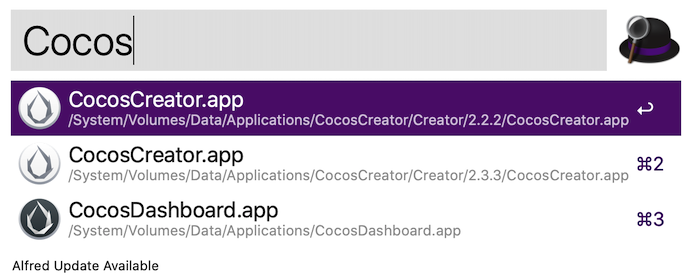 Cocos
CocosCreator.app
/System/Volumes/Data/Applications/CocosCreator/Creator/2.2.2/CocosCreator.app
↩
CocosCreator.app
/System/Volumes/Data/Applications/CocosCreator/Creator/2.3.3/CocosCreator.app
⌘2
CocosDashboard.app
/System/Volumes/Data/Applications/CocosDashboard.app
⌘3
Alfred Update Available